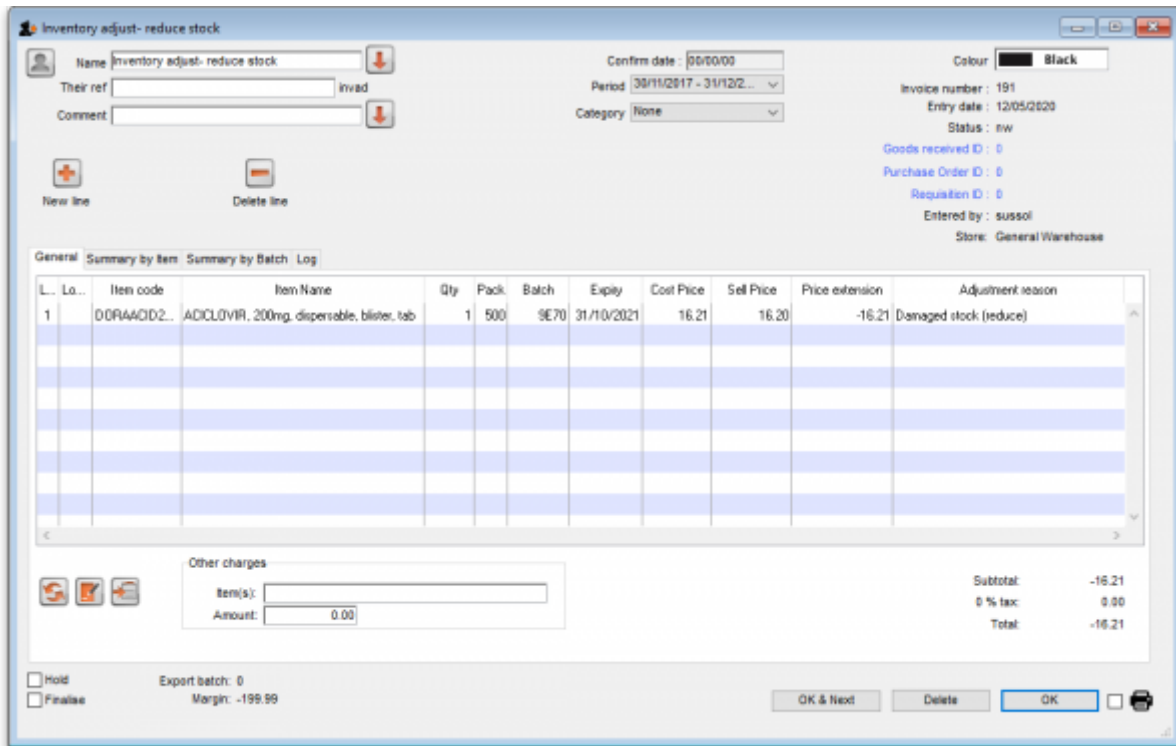 Inventory adjust- reduce stock
Name Inventory adjust- reduce stock
Confirm date : 00/00/00
Colour Black
Their ref invad
Period 30/11/2017 - 31/12/2...
Invoice number : 191
Comment
Category None
Entry date : 12/05/2020
Status : nw
Goods received ID : 0
Purchase Order ID : 0
Requisition ID : 0
New line Delete line
Entered by : sussol
Store: General Warehouse
General Summary by Item Summary by Batch Log
L... Lo... Item code Item Name Qty Pack Batch Expiry Cost Price Sell Price Price extension Adjustment reason
1 DORAACID2... ACICLOVIR, 200mg, dispersable, blister, tab 1 500 9E70 31/10/2021 16.21 16.20 -16.21 Damaged stock (reduce)
Other charges
Item(s):
Amount: 0.00
Subtotal: -16.21
0 % tax: 0.00
Total: -16.21
Hold Export batch: 0
Finalise Margin: -199.99
OK & Next Delete OK